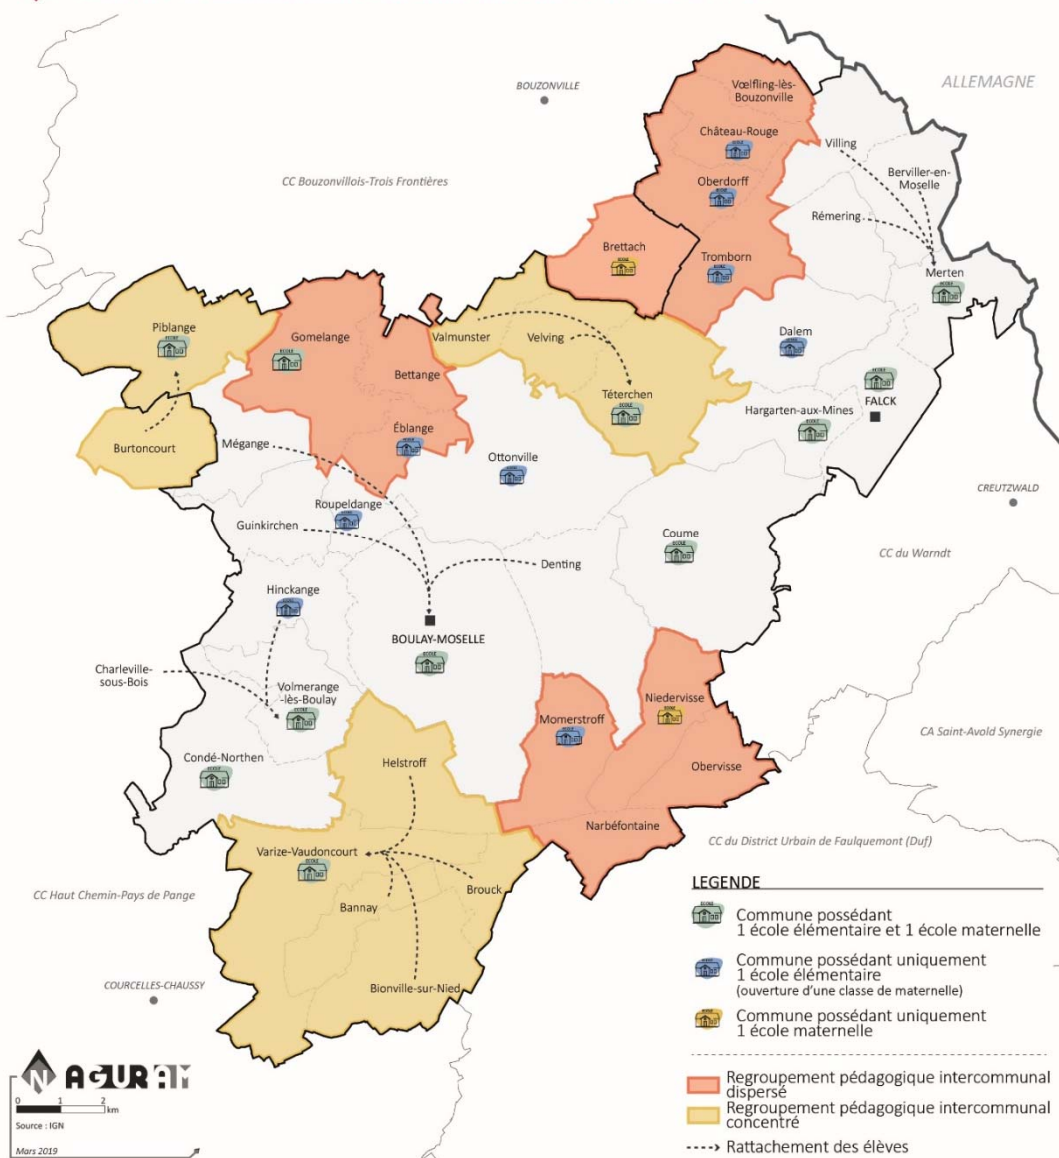 ALLEMAGNE
BOUZONVILLE
Vœlfling-lès-
Bouzonville
Château-Rouge
Villing
CC Bouzonvillois-Trois Frontières
Oberdorff
Berviller-en-
Moselle
Rémering
Brettach
Tromborn
Merten
Piblange
Gomelange
Valmunster
Velving
Dalem
Bettange
Téterchen
FALCK
Hargarten-aux-Mines
Burtoncourt
Mégange
Éblange
Ottonville
CREUTZWALD
Roupeldange
Guinkirchen
Coume
CC du Warndt
Denting
Hinckange
BOULAY-MOSELLE
Charleville-
sous-Bois
Volmerange
-lès-Boulay
Niedervisse
Momerstroff
CA Saint-Avold Synergie
Condé-Northen
Helstroff
Obervisse
Narbéfontaine
CC du District Urbain de Faulquemont (Duf)
Varize-Vaudoncourt
CC Haut Chemin-Pays de Pange
Brouck
Bannay
COURCELLES-CHAUSSY
Bionville-sur-Nied
LEGENDE
ECOLE
Commune possédant
1 école élémentaire et 1 école maternelle
ECOLE
Commune possédant uniquement
1 école élémentaire
(ouverture d'une classe de maternelle)
ECOLE
Commune possédant uniquement
1 école maternelle
Regroupement pédagogique intercommunal
dispersé
Regroupement pédagogique intercommunal
concentré
Rattachement des élèves
N AGURAM
0 1 2
km
Source : IGN
Mars 2019